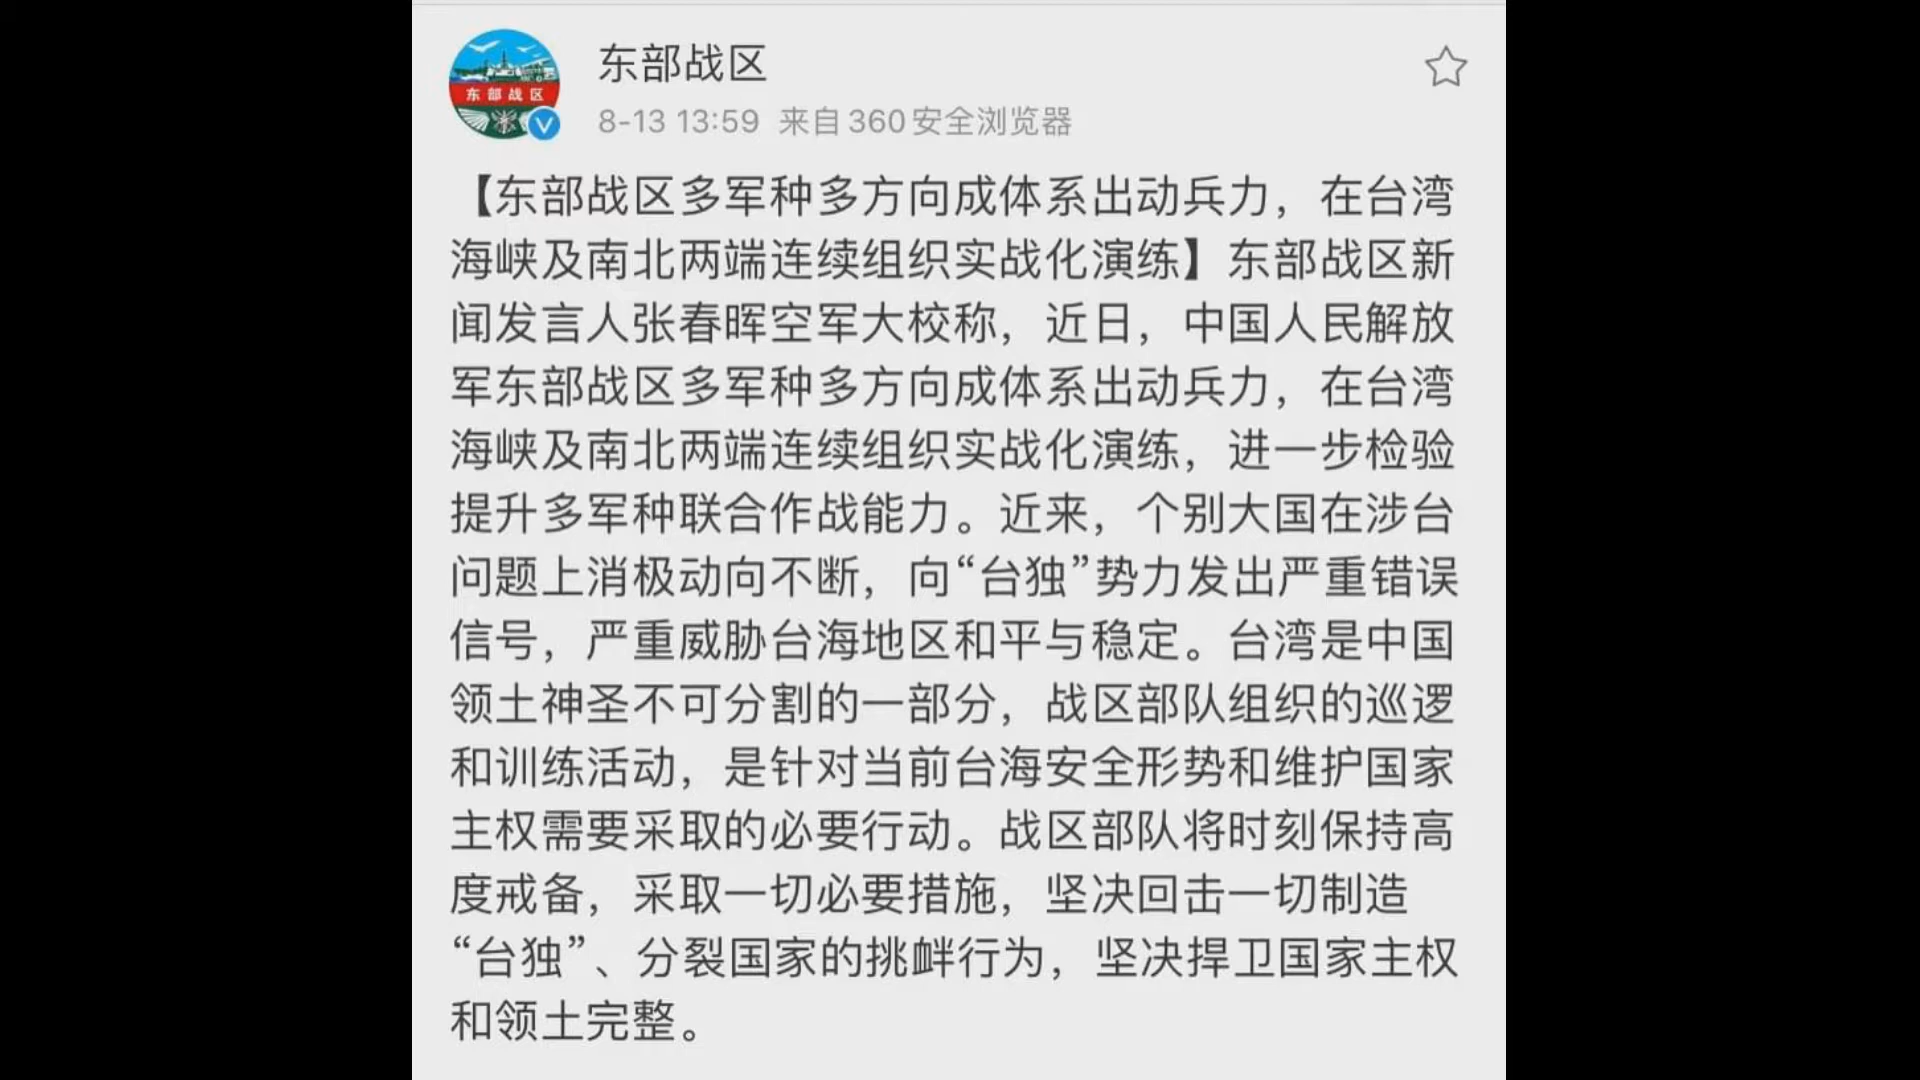 东部战区
东部战区
8-13 13:59 来自360安全浏览器
【东部战区多军种多方向成体系出动兵力，在台湾
海峡及南北两端连续组织实战化演练】东部战区新
闻发言人张春晖空军大校称，近日，中国人民解放
军东部战区多军种多方向成体系出动兵力，在台湾
海峡及南北两端连续组织实战化演练，进一步检验
提升多军种联合作战能力。近来，个别大国在涉台
问题上消极动向不断，向“台独”势力发出严重错误
信号，严重威胁台海地区和平与稳定。台湾是中国
领土神圣不可分割的一部分，战区部队组织的巡逻
和训练活动，是针对当前台海安全形势和维护国家
主权需要采取的必要行动。战区部队将时刻保持高
度戒备，采取一切必要措施，坚决回击一切制造
“台独”、分裂国家的挑衅行为，坚决捍卫国家主权
和领土完整。